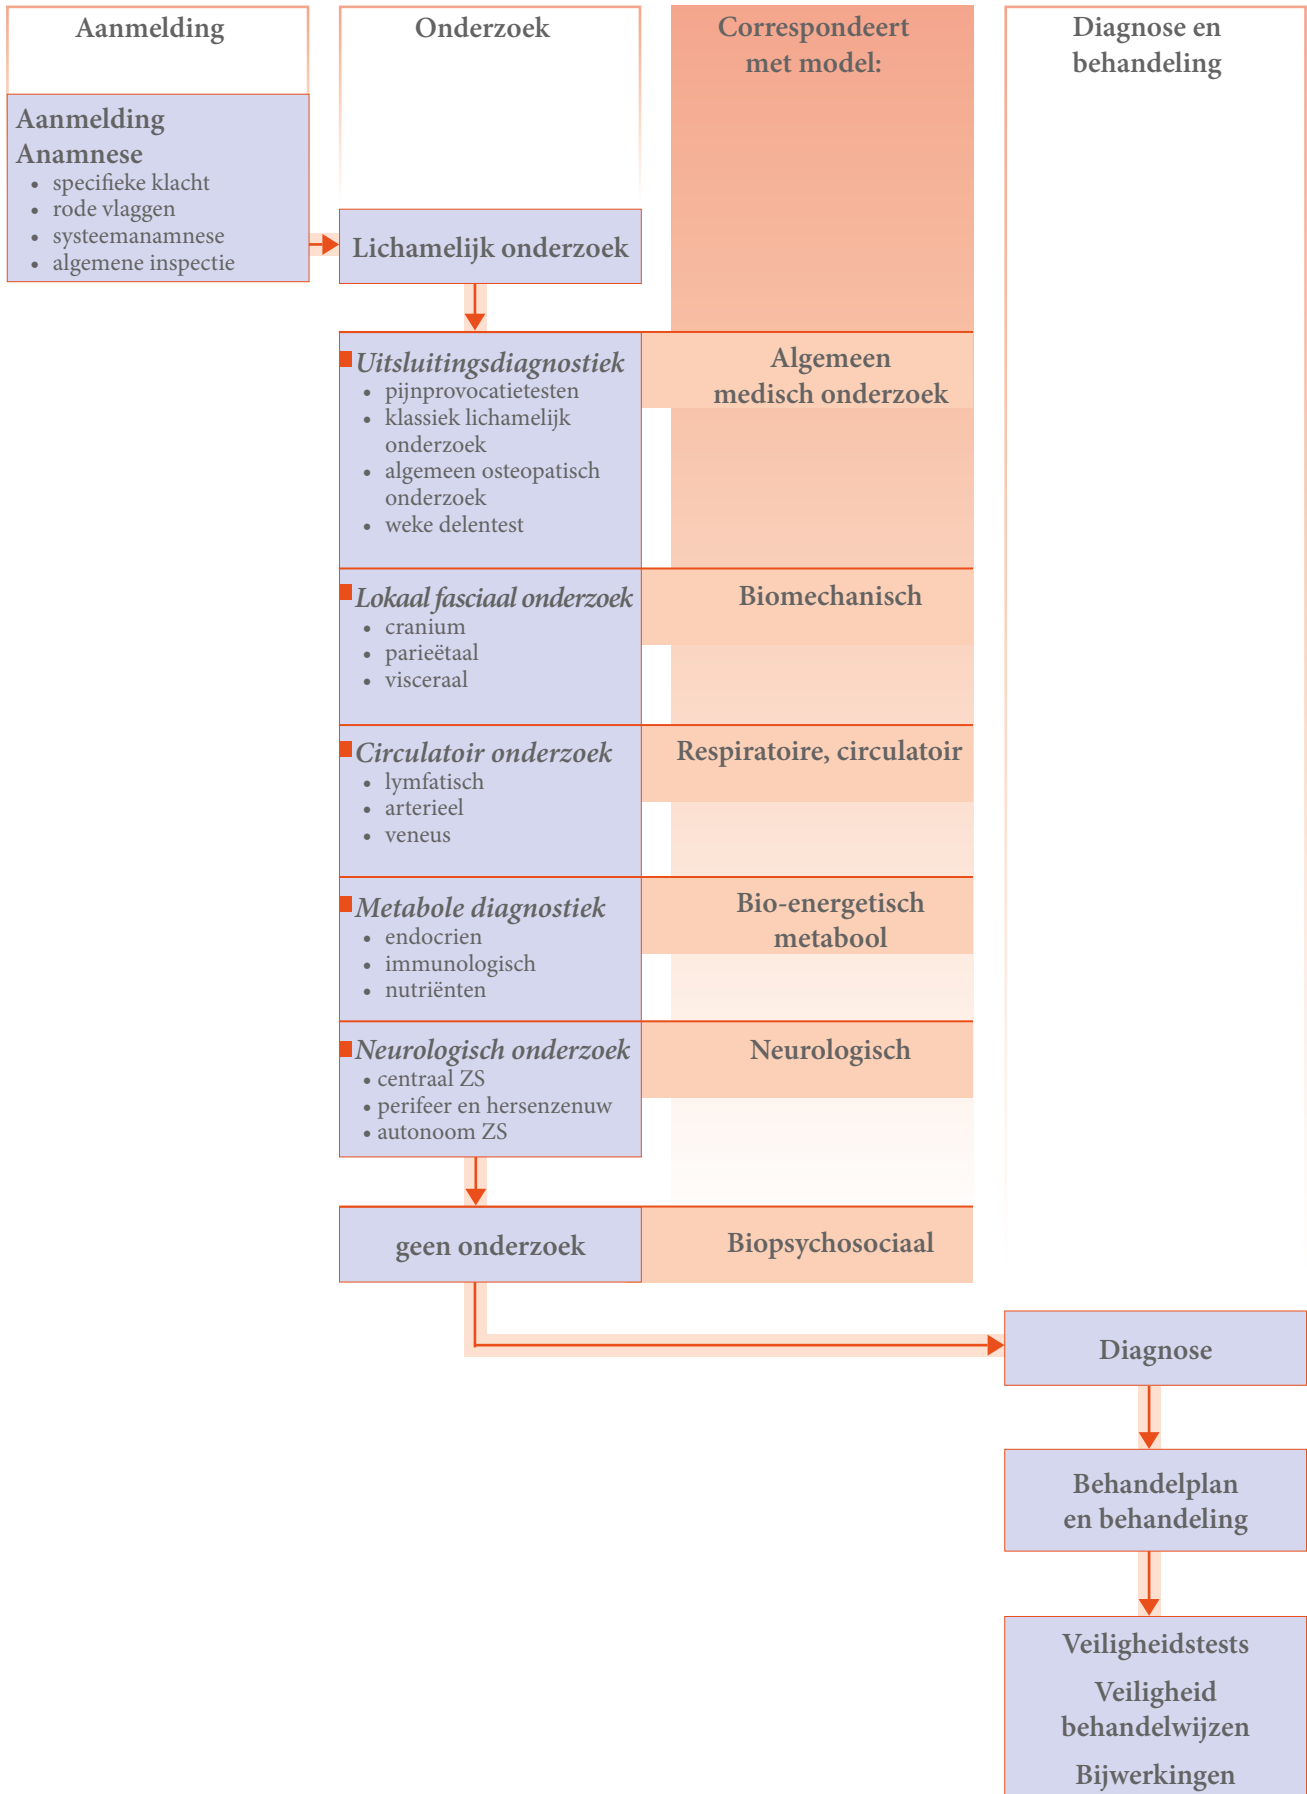 Aanmelding
Onderzoek
Correspondeert
met model:
Diagnose en
behandeling
Aanmelding
Anamnese
• specifieke klacht
• rode vlaggen
• systeemanamnese
• algemene inspectie
Lichamelijk onderzoek
Uitsluitingsdiagnostiek
• pijnprovocatietesten
• klassiek lichamelijk
onderzoek
• algemeen osteopatisch
onderzoek
• weke delentest
Algemeen
medisch onderzoek
Lokaal fasciaal onderzoek
• cranium
• parieëtaal
• visceraal
Biomechanisch
Circulatoir onderzoek
• lymfatisch
• arterieel
• veneus
Respiratoire, circulatoir
Metabole diagnostiek
• endocrien
• immunologisch
• nutriënten
Bio-energetisch
metabool
Neurologisch onderzoek
• centraal ZS
• perifeer en hersenzenuw
• autonoom ZS
Neurologisch
geen onderzoek
Biopsychosociaal
Diagnose
Behandelplan
en behandeling
Veiligheidstests
Veiligheid
behandelwijzen
Bijwerkingen